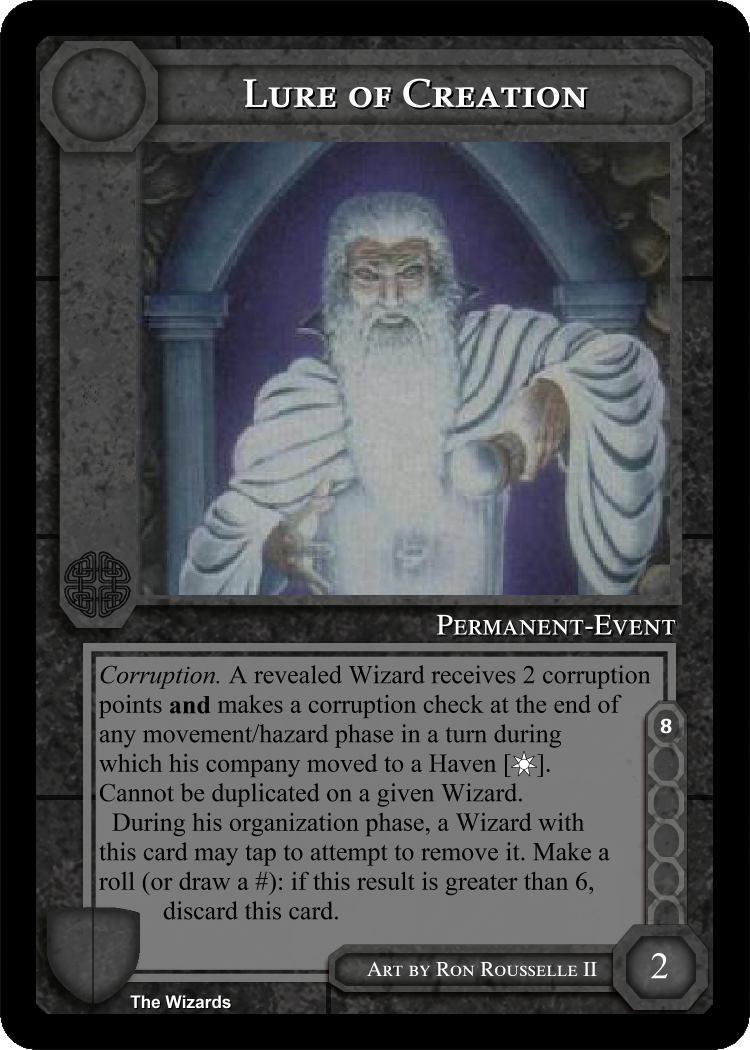 Lure of Creation
Permanent-Event
Corruption. A revealed Wizard receives 2 corruption
points and makes a corruption check at the end of
any movement/hazard phase in a turn during
which his company moved to a Haven [☼].
Cannot be duplicated on a given Wizard.
During his organization phase, a Wizard with
this card may tap to attempt to remove it. Make a
roll (or draw a #): if this result is greater than 6,
discard this card.
8
Art by Ron Rousselle II
2
The Wizards